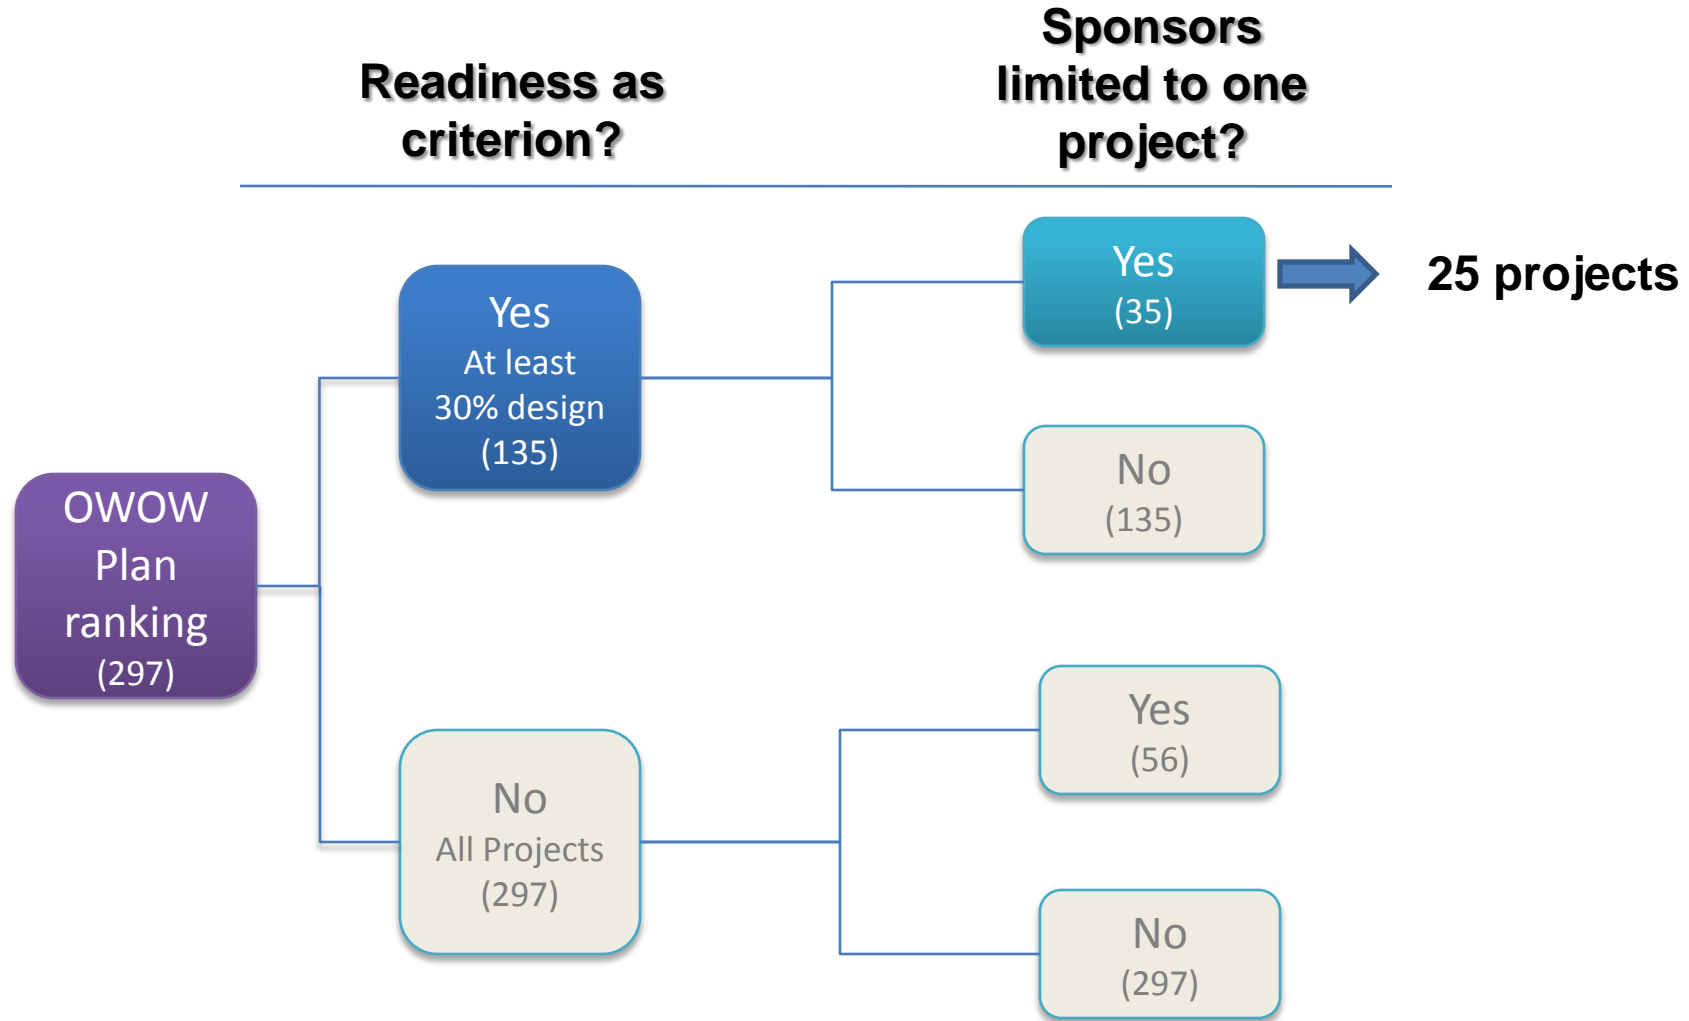 Readiness as
criterion?
Sponsors
limited to one
project?
OWOW
Plan
ranking
(297)
Yes
At least
30% design
(135)
No
All Projects
(297)
Yes
(35)
No
(135)
Yes
(56)
No
(297)
25 projects